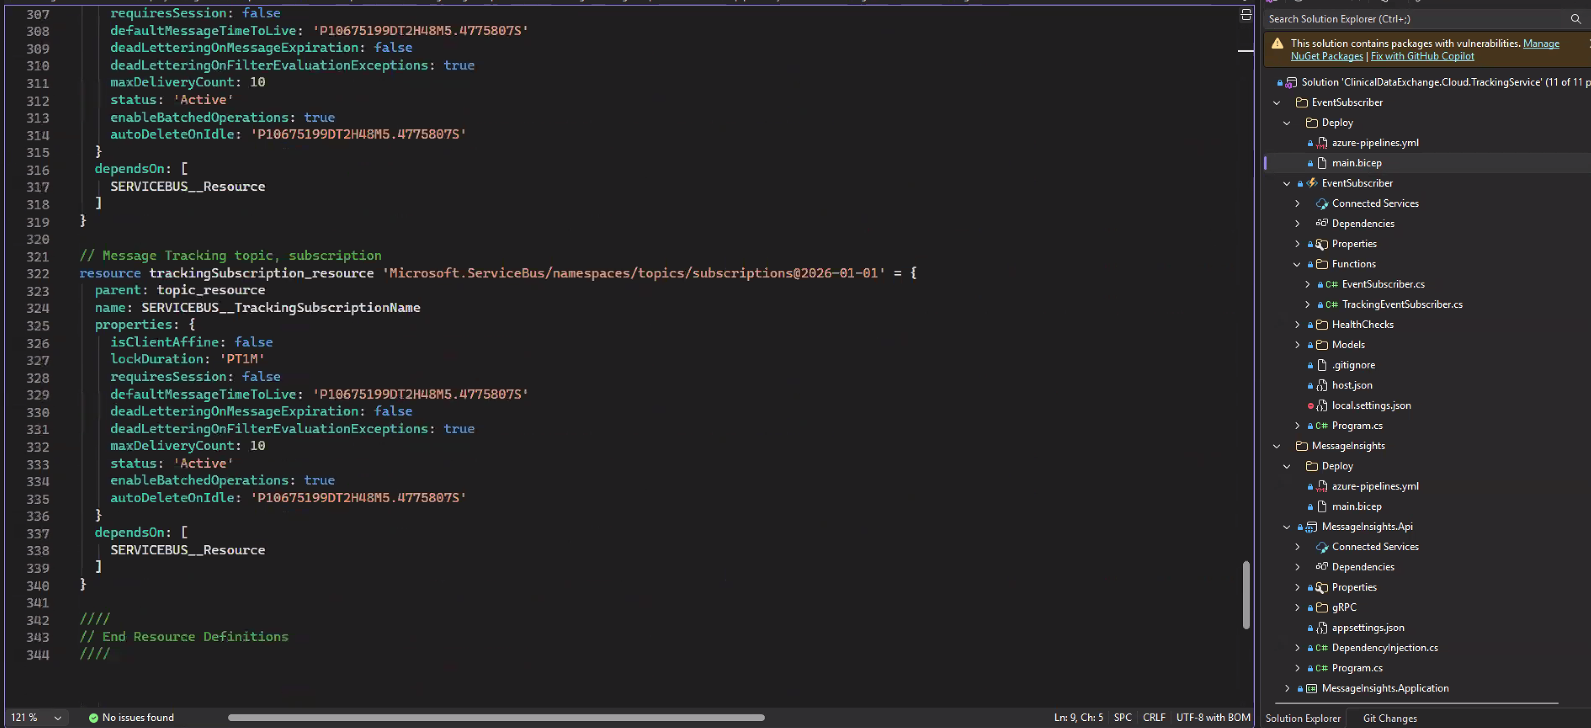 307 requiresSession: false
308 defaultMessageTimeToLive: 'P10675199DT2H48M5.4775807S'
309 deadLetteringOnMessageExpiration: false
310 deadLetteringOnFilterEvaluationExceptions: true
311 maxDeliveryCount: 10
312 status: 'Active'
313 enableBatchedOperations: true
314 autoDeleteOnIdle: 'P10675199DT2H48M5.4775807S'
315 }
316 dependsOn: [
317 SERVICEBUS__Resource
318 ]
319 }
320
321 // Message Tracking topic, subscription
322 resource trackingSubscription_resource 'Microsoft.ServiceBus/namespaces/topics/subscriptions@2026-01-01' = {
323 parent: topic_resource
324 name: SERVICEBUS__TrackingSubscriptionName
325 properties: {
326 isClientAffine: false
327 lockDuration: 'PT1M'
328 requiresSession: false
329 defaultMessageTimeToLive: 'P10675199DT2H48M5.4775807S'
330 deadLetteringOnMessageExpiration: false
331 deadLetteringOnFilterEvaluationExceptions: true
332 maxDeliveryCount: 10
333 status: 'Active'
334 enableBatchedOperations: true
335 autoDeleteOnIdle: 'P10675199DT2H48M5.4775807S'
336 }
337 dependsOn: [
338 SERVICEBUS__Resource
339 ]
340 }
341
342 ////
343 // End Resource Definitions
344 ////
121 %
No issues found
Ln: 9, Ch: 5 SPC CRLF UTF-8 with BOM
Search Solution Explorer (Ctrl+;)
This solution contains packages with vulnerabilities. Manage
NuGet Packages | Fix with GitHub Copilot
Solution 'ClinicalDataExchange.Cloud.TrackingService' (11 of 11 p
EventSubscriber
Deploy
azure-pipelines.yml
main.bicep
EventSubscriber
Connected Services
Dependencies
Properties
Functions
C# EventSubscriber.cs
C# TrackingEventSubscriber.cs
HealthChecks
Models
.gitignore
host.json
local.settings.json
C# Program.cs
MessageInsights
Deploy
azure-pipelines.yml
main.bicep
MessageInsights.Api
Connected Services
Dependencies
Properties
gRPC
appsettings.json
C# DependencyInjection.cs
C# Program.cs
MessageInsights.Application
Solution Explorer Git Changes